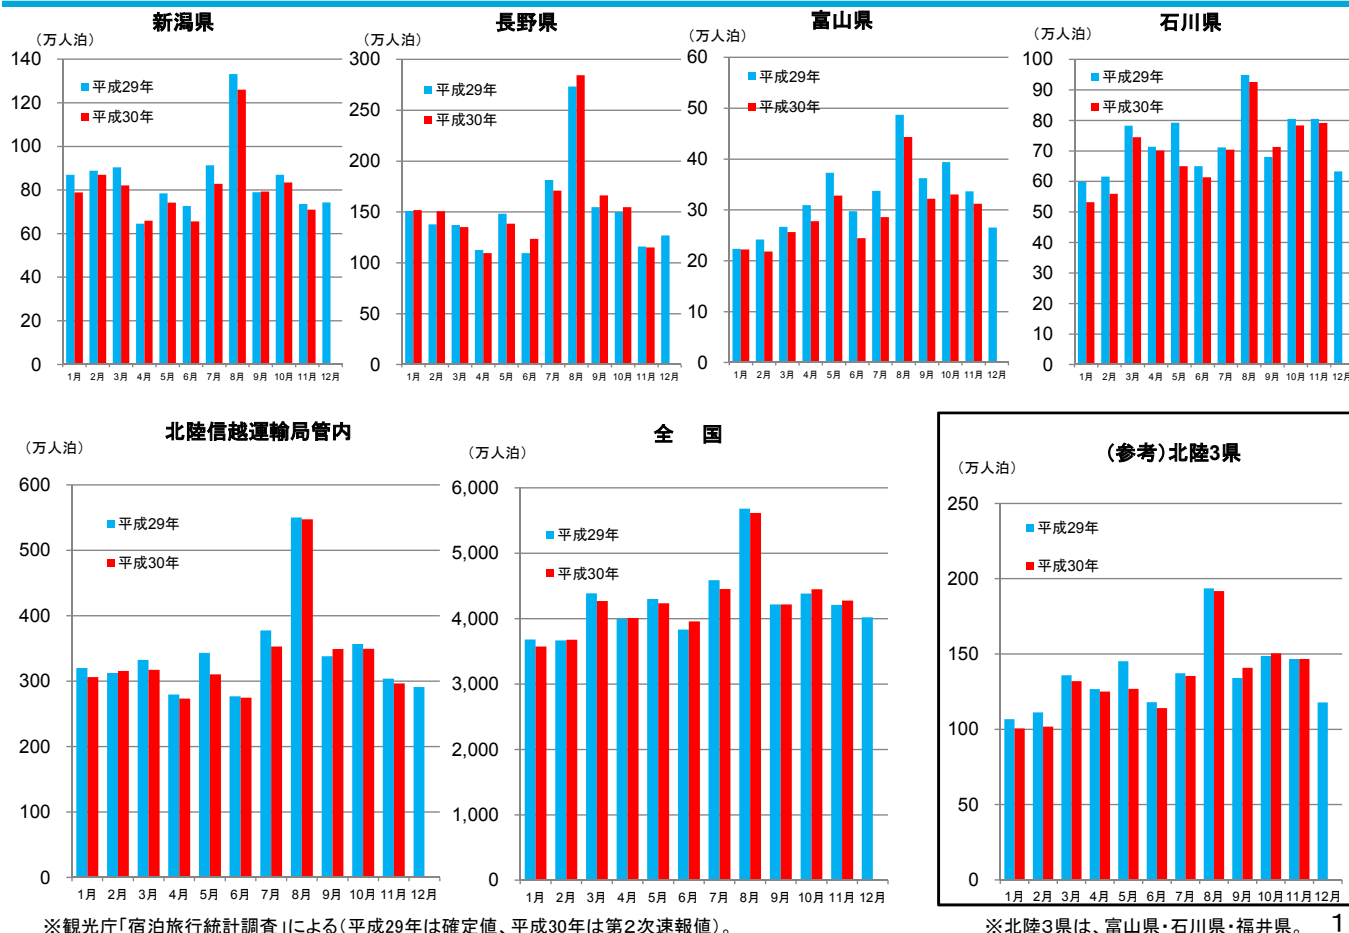 新潟県
（万人泊）
140
120
100
80
60
40
20
0
平成29年
平成30年
1月 2月 3月 4月 5月 6月 7月 8月 9月 10月 11月 12月
長野県
（万人泊）
300
250
200
150
100
50
0
平成29年
平成30年
1月 2月 3月 4月 5月 6月 7月 8月 9月 10月 11月 12月
富山県
（万人泊）
60
50
40
30
20
10
0
平成29年
平成30年
1月 2月 3月 4月 5月 6月 7月 8月 9月 10月 11月 12月
石川県
（万人泊）
100
90
80
70
60
50
40
30
20
10
0
平成29年
平成30年
1月 2月 3月 4月 5月 6月 7月 8月 9月 10月 11月 12月
北陸信越運輸局管内
（万人泊）
600
500
400
300
200
100
0
平成29年
平成30年
1月 2月 3月 4月 5月 6月 7月 8月 9月 10月 11月 12月
全 国
（万人泊）
6,000
5,000
4,000
3,000
2,000
1,000
0
平成29年
平成30年
1月 2月 3月 4月 5月 6月 7月 8月 9月 10月 11月 12月
（参考）北陸3県
（万人泊）
250
200
150
100
50
0
平成29年
平成30年
1月 2月 3月 4月 5月 6月 7月 8月 9月 10月 11月 12月
※観光庁「宿泊旅行統計調査」による（平成29年は確定値、平成30年は第２次速報値）。
※北陸３県は、富山県・石川県・福井県。
1